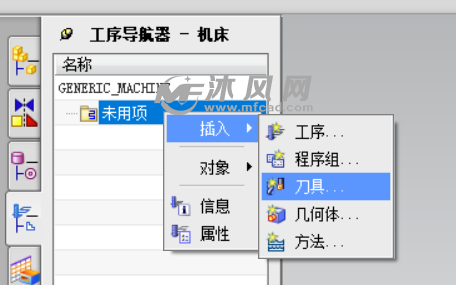 工序导航器 - 机床
名称
GENERIC_MACHINE
未用项
沐风网
www.mfcad.com
插入
对象
信息
属性
工序...
程序组...
刀具...
几何体...
方法...